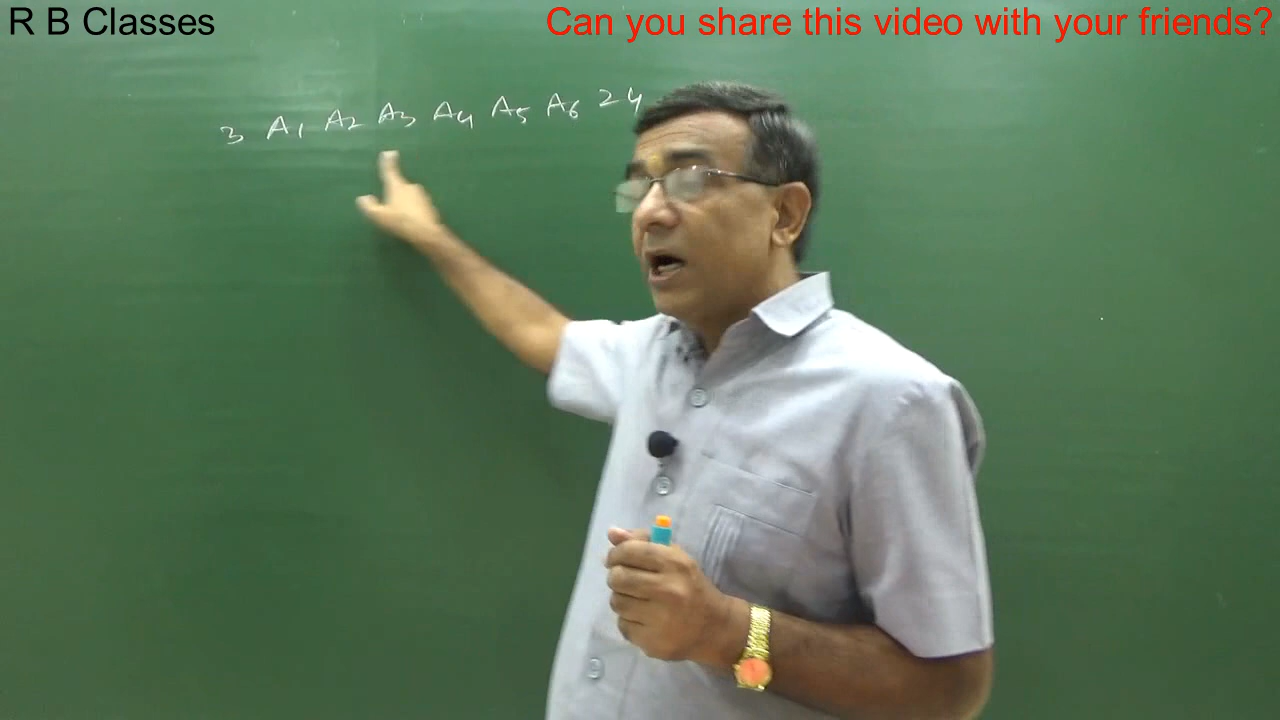 R B Classes
Can you share this video with your friends?
3 A1 A2 A3 A4 A5 A6 24